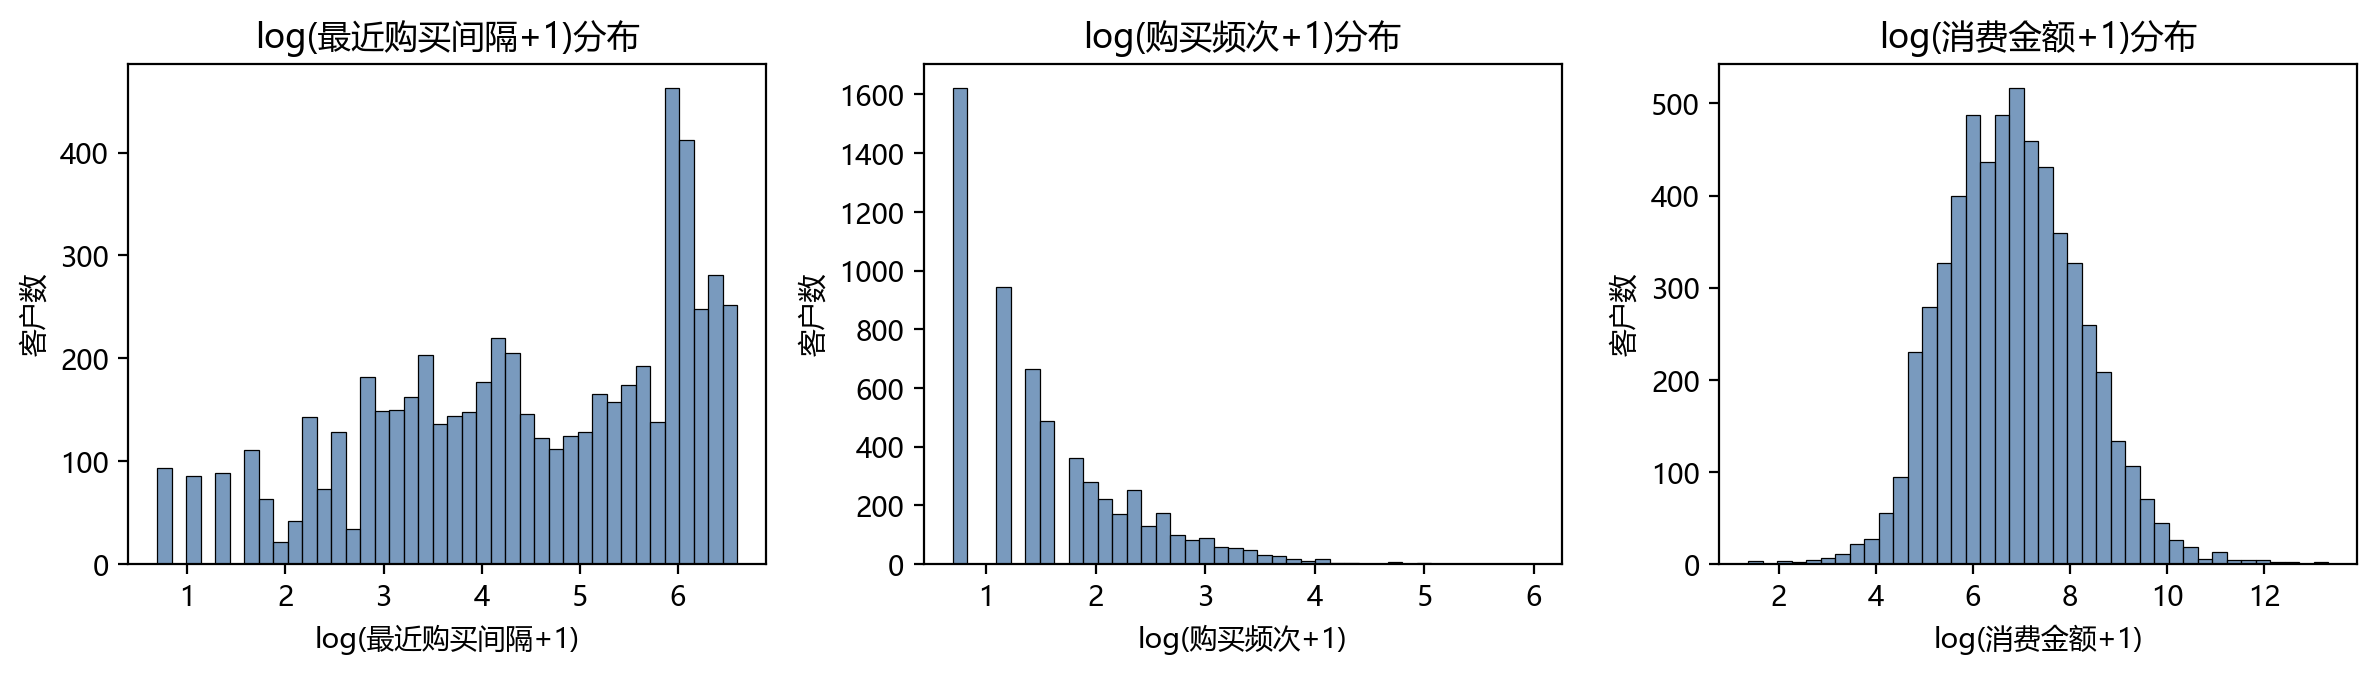 log(最近购买间隔+1)分布
客户数
400
300
200
100
0
1 2 3 4 5 6
log(最近购买间隔+1)
log(购买频次+1)分布
客户数
1600
1400
1200
1000
800
600
400
200
0
1 2 3 4 5 6
log(购买频次+1)
log(消费金额+1)分布
客户数
500
400
300
200
100
0
2 4 6 8 10 12
log(消费金额+1)